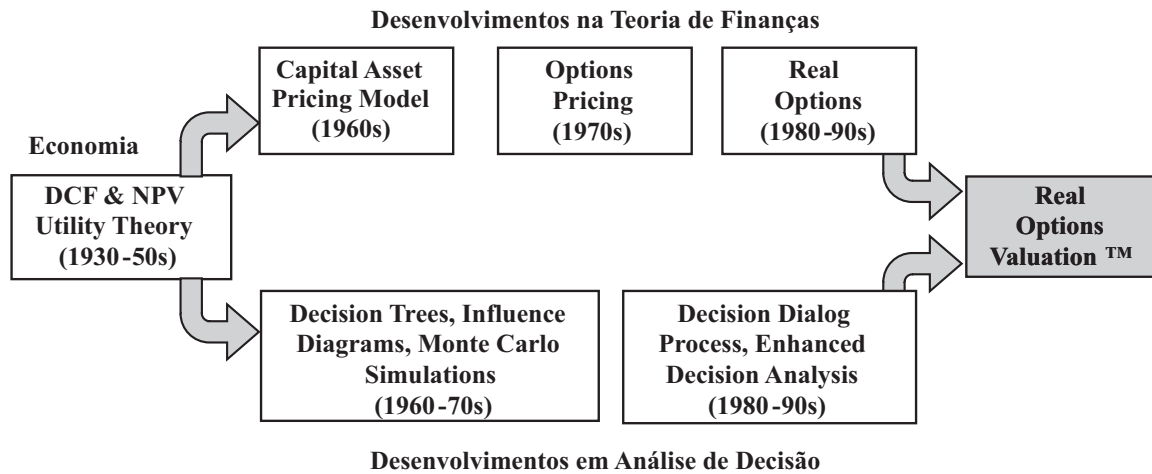 Desenvolvimentos na Teoria de Finanças
Capital Asset
Pricing Model
(1960s)
Options
Pricing
(1970s)
Real
Options
(1980-90s)
Economia
DCF & NPV
Utility Theory
(1930-50s)
Real
Options
Valuation ™
Decision Trees, Influence
Diagrams, Monte Carlo
Simulations
(1960-70s)
Decision Dialog
Process, Enhanced
Decision Analysis
(1980-90s)
Desenvolvimentos em Análise de Decisão